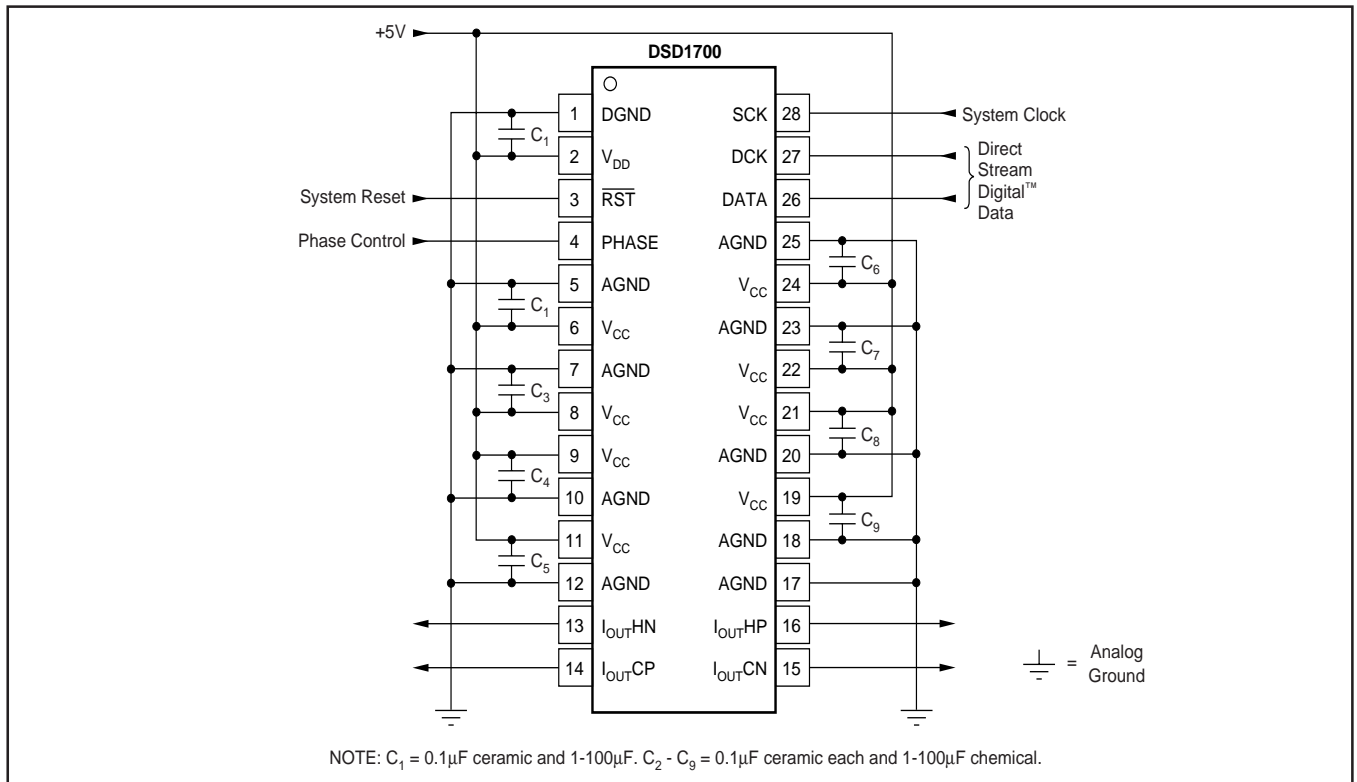 +5V
DSD1700
1 DGND SCK 28 System Clock
C1
2 VDD DCK 27 Direct
Stream
Digital™
Data
System Reset 3 RST DATA 26
Phase Control 4 PHASE AGND 25
C6
5 AGND VCC 24
C1
6 VCC AGND 23
C7
7 AGND VCC 22
C3
8 VCC VCC 21
C8
9 VCC AGND 20
C4
10 AGND VCC 19
C9
11 VCC AGND 18
C5
12 AGND AGND 17
13 IOUTHN IOUTHP 16
14 IOUTCP IOUTCN 15
= Analog
Ground
NOTE: C1 = 0.1µF ceramic and 1-100µF. C2 - C9 = 0.1µF ceramic each and 1-100µF chemical.